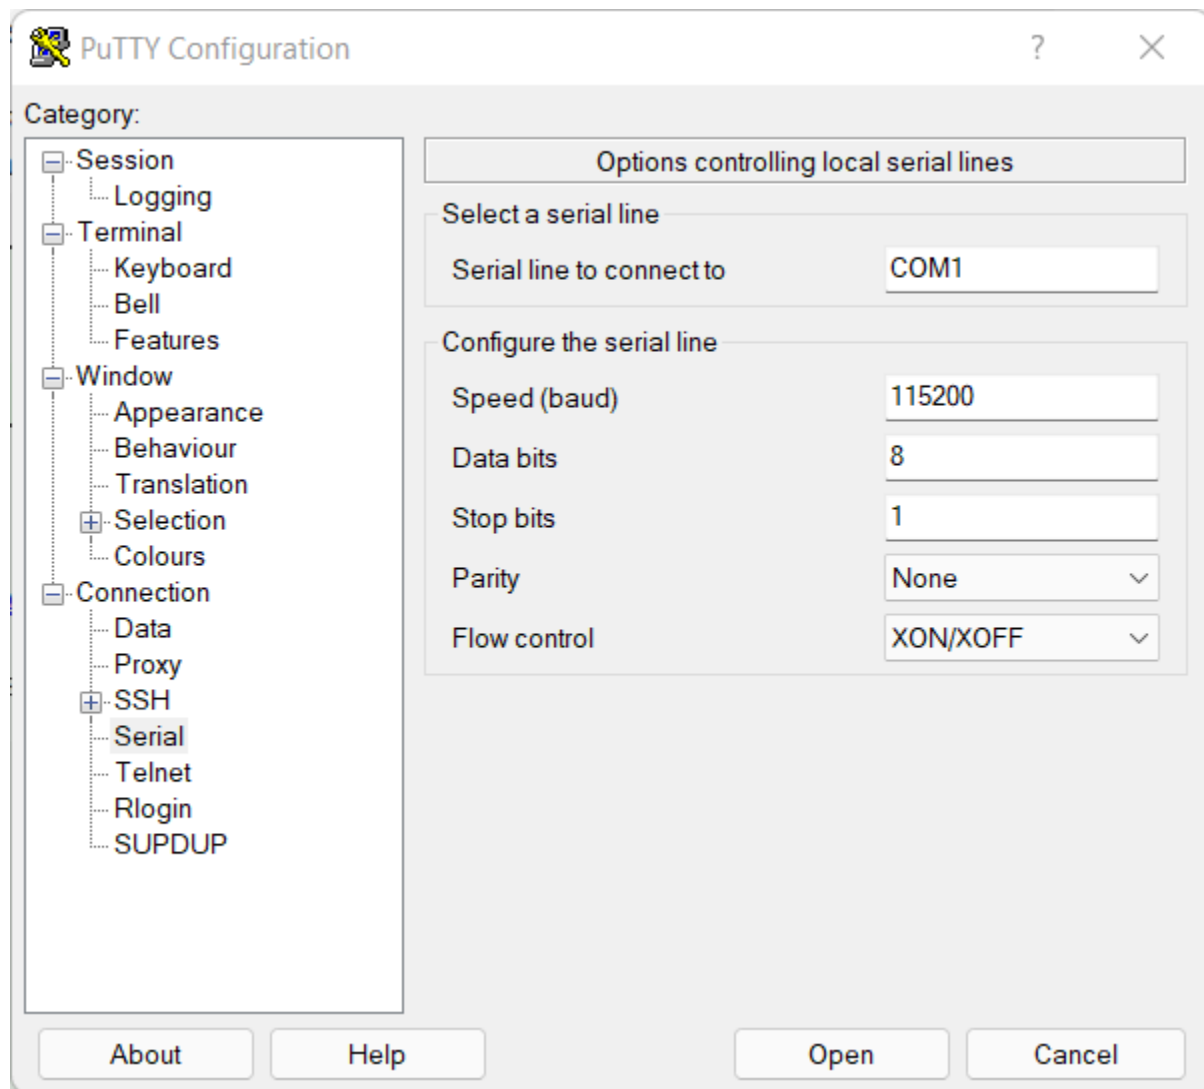 PuTTY Configuration
?
Category:
Session
Logging
Terminal
Keyboard
Bell
Features
Window
Appearance
Behaviour
Translation
Selection
Colours
Connection
Data
Proxy
SSH
Serial
Telnet
Rlogin
SUPDUP
Options controlling local serial lines
Select a serial line
Serial line to connect to COM1
Configure the serial line
Speed (baud) 115200
Data bits 8
Stop bits 1
Parity None
Flow control XON/XOFF
About Help Open Cancel